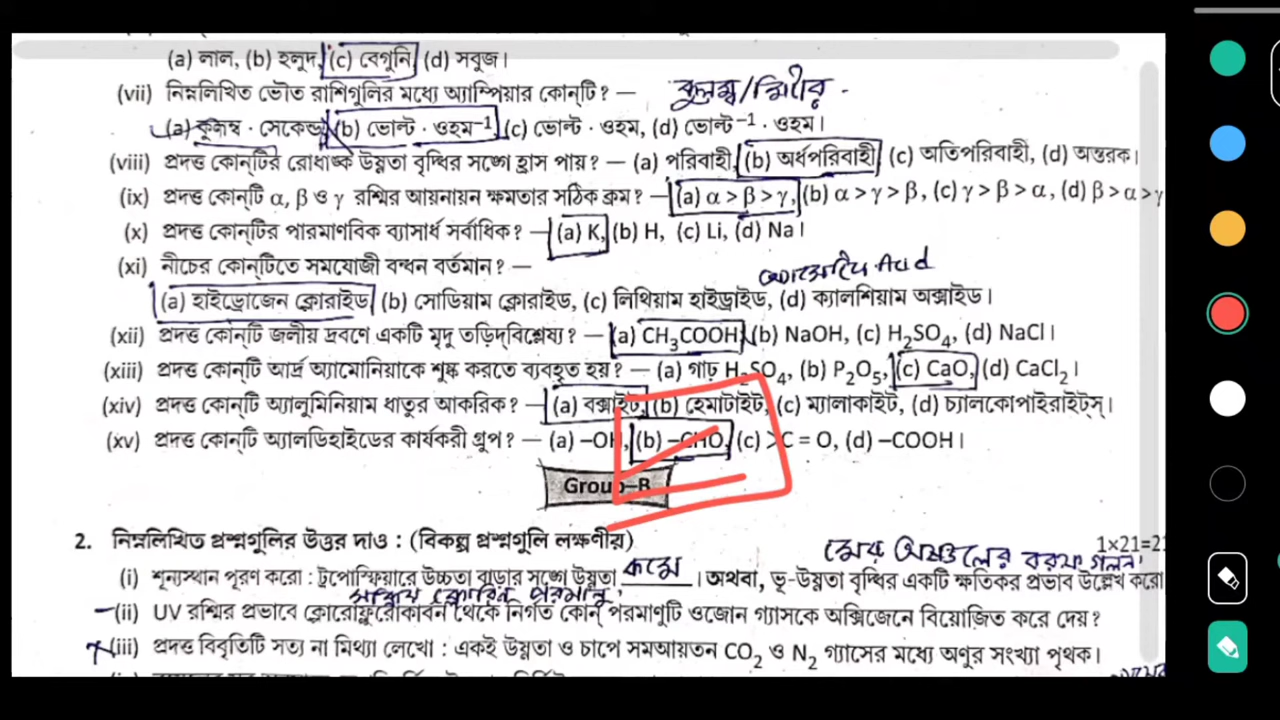 (a) লাল, (b) হলুদ, (c) বেগুনি, (d) সবুজ।
কুলম্ব/
(vii) নিম্নলিখিত ভৌত রাশিগুলির মধ্যে অ্যাম্পিয়ার কোন্‌টি? —
(a) কুলম্ব · সেকেন্ড, (b) ভোল্ট · ওহম⁻¹, (c) ভোল্ট · ওহম, (d) ভোল্ট⁻¹ · ওহম।
(viii) প্রদত্ত কোন্‌টির রোধাঙ্ক উষ্ণতা বৃদ্ধির সঙ্গে হ্রাস পায়? — (a) পরিবাহী, (b) অর্ধপরিবাহী (c) অতিপরিবাহী, (d) অন্তরক।
(ix) প্রদত্ত কোন্‌টি α, β ও γ রশ্মির আয়নায়ন ক্ষমতার সঠিক ক্রম? — (a) α > β > γ, (b) α > γ > β, (c) γ > β > α, (d) β > α > γ
(x) প্রদত্ত কোন্‌টির পারমাণবিক ব্যাসার্ধ সর্বাধিক? — (a) K, (b) H, (c) Li, (d) Na।
(xi) নীচের কোন্‌টিতে সমযোজী বন্ধন বর্তমান? —
Acid
(a) হাইড্রোজেন ক্লোরাইড, (b) সোডিয়াম ক্লোরাইড, (c) লিথিয়াম হাইড্রাইড, (d) ক্যালশিয়াম অক্সাইড।
(xii) প্রদত্ত কোন্‌টি জলীয় দ্রবণে একটি মৃদু তড়িদ্‌বিশ্লেষ্য? — (a) CH₃COOH, (b) NaOH, (c) H₂SO₄, (d) NaCl।
(xiii) প্রদত্ত কোন্‌টি আর্দ্র অ্যামোনিয়াকে শুষ্ক করতে ব্যবহৃত হয়? — (a) গাঢ় H₂SO₄, (b) P₂O₅, (c) CaO, (d) CaCl₂।
(xiv) প্রদত্ত কোন্‌টি অ্যালুমিনিয়াম ধাতুর আকরিক? — (a) বক্সাইট, (b) হেমাটাইট, (c) ম্যালাকাইট, (d) চ্যালকোপাইরাইটস্।
(xv) প্রদত্ত কোন্‌টি অ্যালডিহাইডের কার্যকরী গ্রুপ? — (a) –OH, (b) –CHO, (c) >C = O, (d) –COOH।
Group–B
2. নিম্নলিখিত প্রশ্নগুলির উত্তর দাও : (বিকল্প প্রশ্নগুলি লক্ষণীয়) 1×21=2
বরফ গলন
(i) শূন্যস্থান পূরণ করো : ট্রপোস্ফিয়ারে উচ্চতা বাড়ার সঙ্গে উষ্ণতা কমে। অথবা, ভূ-উষ্ণতা বৃদ্ধির একটি ক্ষতিকর প্রভাব উল্লেখ করো
সক্রিয় ক্লোরিন পরমাণু
(ii) UV রশ্মির প্রভাবে ক্লোরোফ্লুরোকার্বন থেকে নির্গত কোন্ পরমাণুটি ওজোন গ্যাসকে অক্সিজেনে বিয়োজিত করে দেয়?
(iii) প্রদত্ত বিবৃতিটি সত্য না মিথ্যা লেখো : একই উষ্ণতা ও চাপে সমআয়তন CO₂ ও N₂ গ্যাসের মধ্যে অণুর সংখ্যা পৃথক।